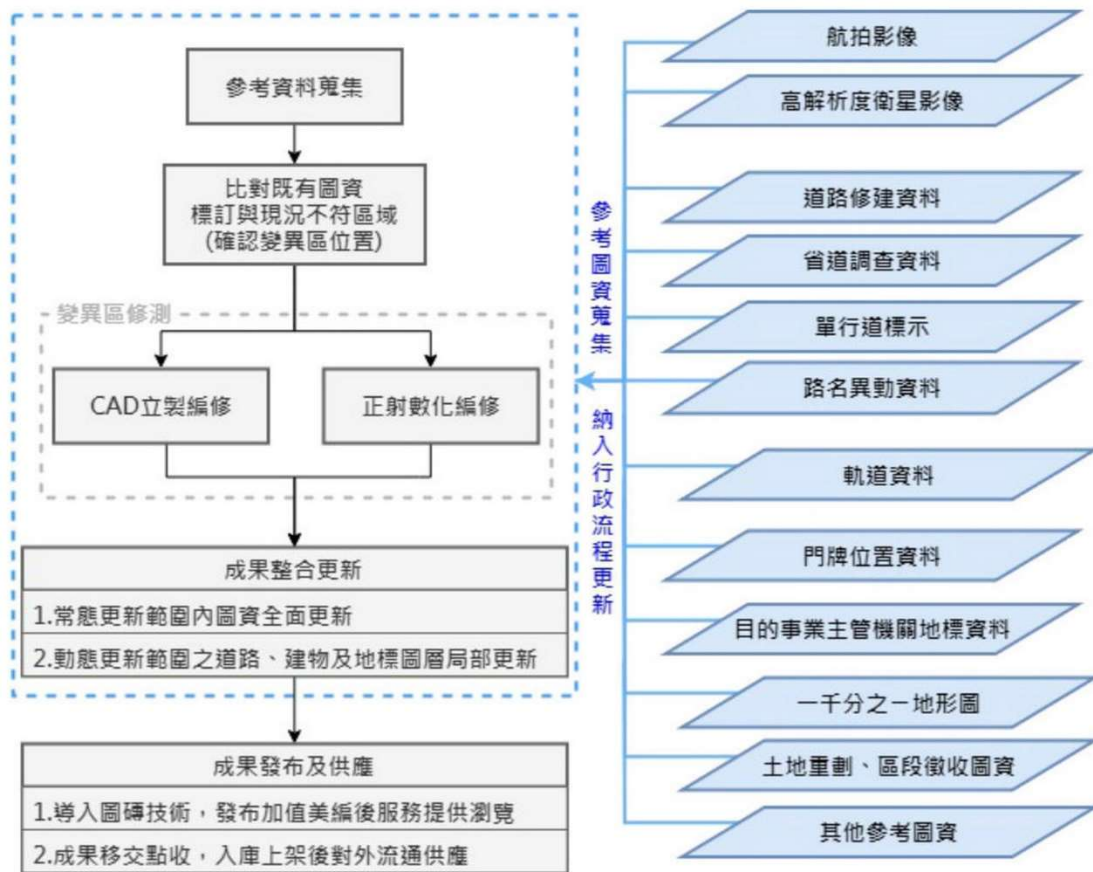 參考資料蒐集
比對既有圖資
標訂與現況不符區域
(確認變異區位置)
變異區修測
CAD立製編修
正射數化編修
成果整合更新
1.常態更新範圍內圖資全面更新
2.動態更新範圍之道路、建物及地標圖層局部更新
成果發布及供應
1.導入圖磚技術，發布加值美編後服務提供瀏覽
2.成果移交點收，入庫上架後對外流通供應
參考圖資蒐集
納入行政流程更新
航拍影像
高解析度衛星影像
道路修建資料
省道調查資料
單行道標示
路名異動資料
軌道資料
門牌位置資料
目的事業主管機關地標資料
一千分之一地形圖
土地重劃、區段徵收圖資
其他參考圖資